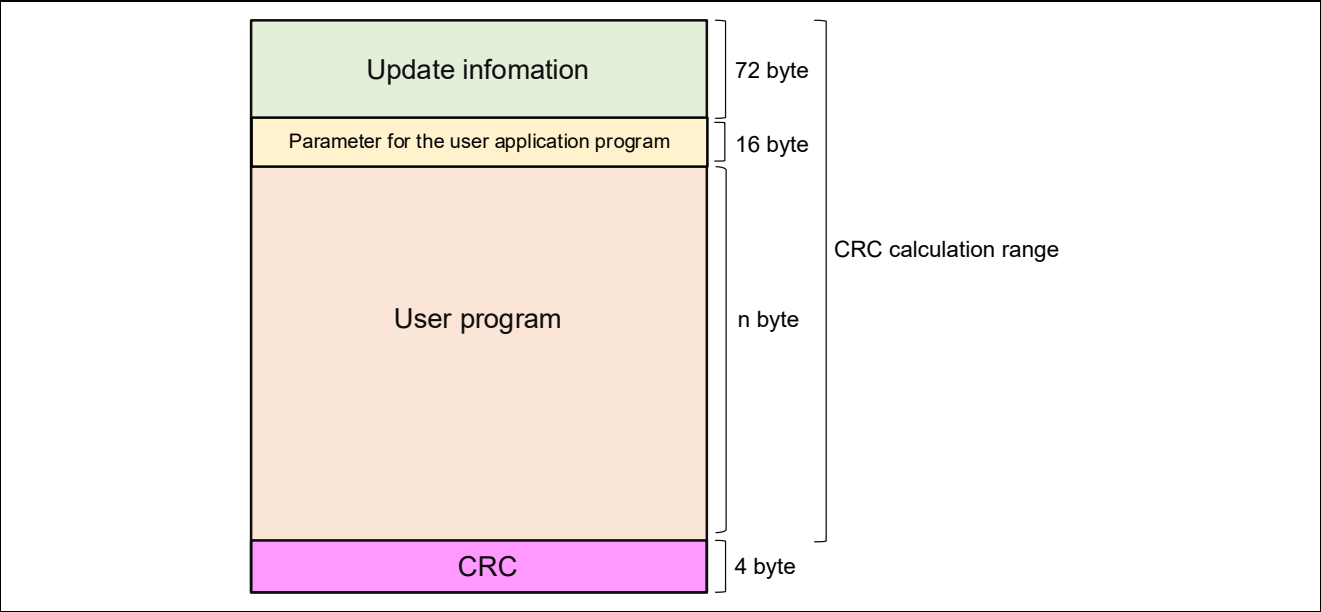 Update infomation
72 byte
Parameter for the user application program
16 byte
CRC calculation range
User program
n byte
CRC
4 byte